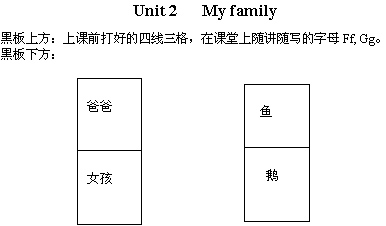 Unit 2 My family
黑板上方：上课前打好的四线三格，在课堂上随讲随写的字母 Ff, Gg。
黑板下方：
爸爸
鱼
女孩
鹅